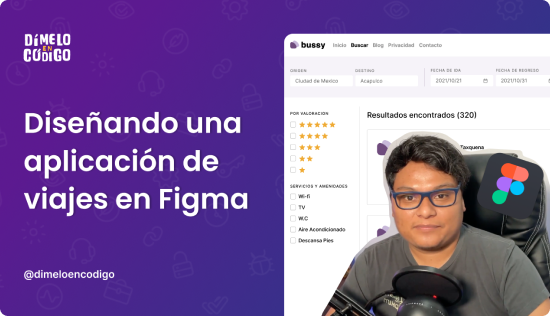 DÍMELO
EN
CÓDIGO
Diseñando una
aplicación de
viajes en Figma
@dimeloencodigo
bussy
Inicio Buscar Blog Privacidad Contacto
ORIGEN DESTINO FECHA DE IDA FECHA DE REGRESO
Ciudad de Mexico Acapulco 2021/10/31 2021/10/31
POR VALORACION
Resultados encontrados (320)
Taxquena
SERVICIOS Y AMENIDADES
Wi-fi
TV
W.C
Aire Acondicionado
Descansa Pies